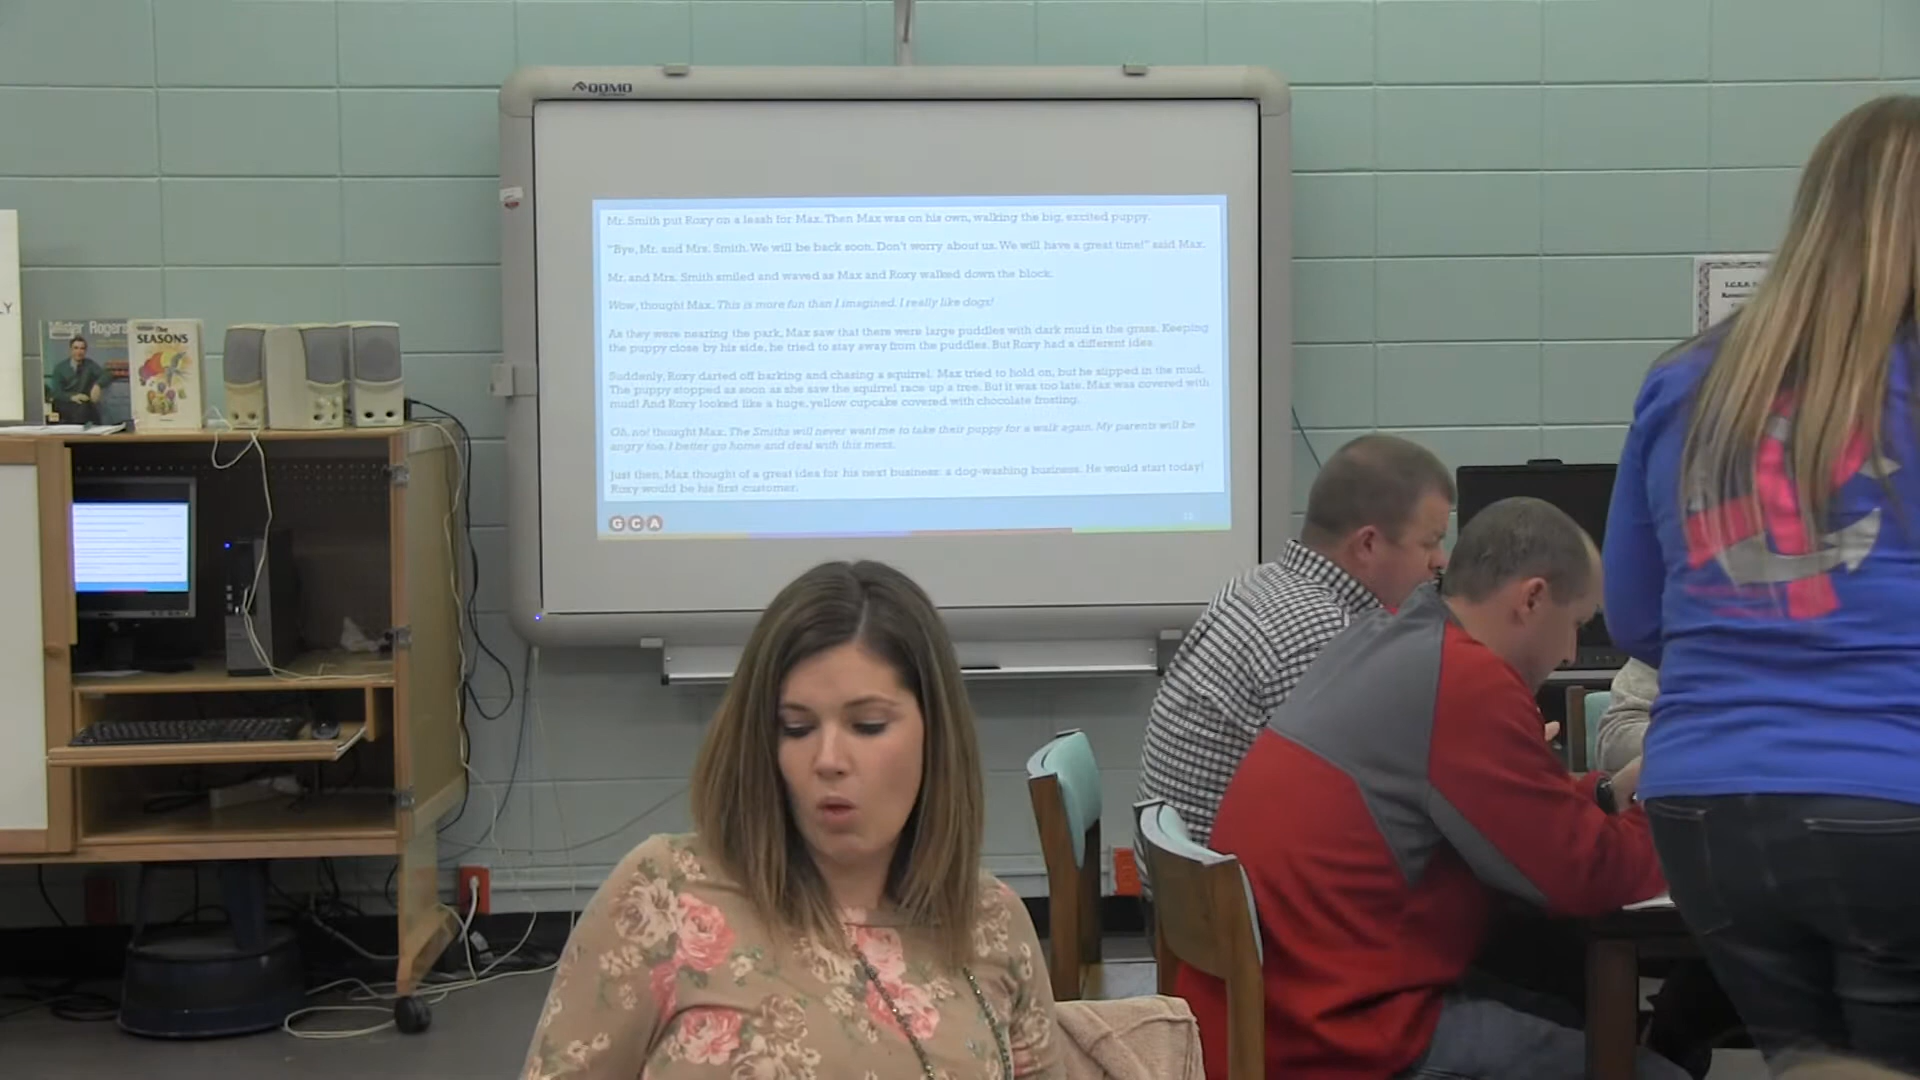 QOMO
Mr. Smith put Roxy on a leash for Max. Then Max was on his own, walking the big, excited puppy.
"Bye, Mr. and Mrs. Smith. We will be back soon. Don't worry about us. We will have a great time!" said Max.
Mr. and Mrs. Smith smiled and waved as Max and Roxy walked down the block.
Wow, thought Max. This is more fun than I imagined. I really like dogs!
As they were nearing the park, Max saw that there were large puddles with dark mud in the grass. Keeping
the puppy close by his side, he tried to stay away from the puddles. But Roxy had a different idea.
Suddenly, Roxy darted off barking and chasing a squirrel. Max tried to hold on, but he slipped in the mud.
The puppy stopped as soon as she saw the squirrel race up a tree. But it was too late. Max was covered with
mud! And Roxy looked like a huge, yellow cupcake covered with chocolate frosting.
Oh, no! thought Max. The Smiths will never want me to take their puppy for a walk again. My parents will be
angry too. I better go home and deal with this mess.
Just then, Max thought of a great idea for his next business: a dog-washing business. He would start today!
Roxy would be his first customer.
GCA
LY
Mister Rogers
The
SEASONS